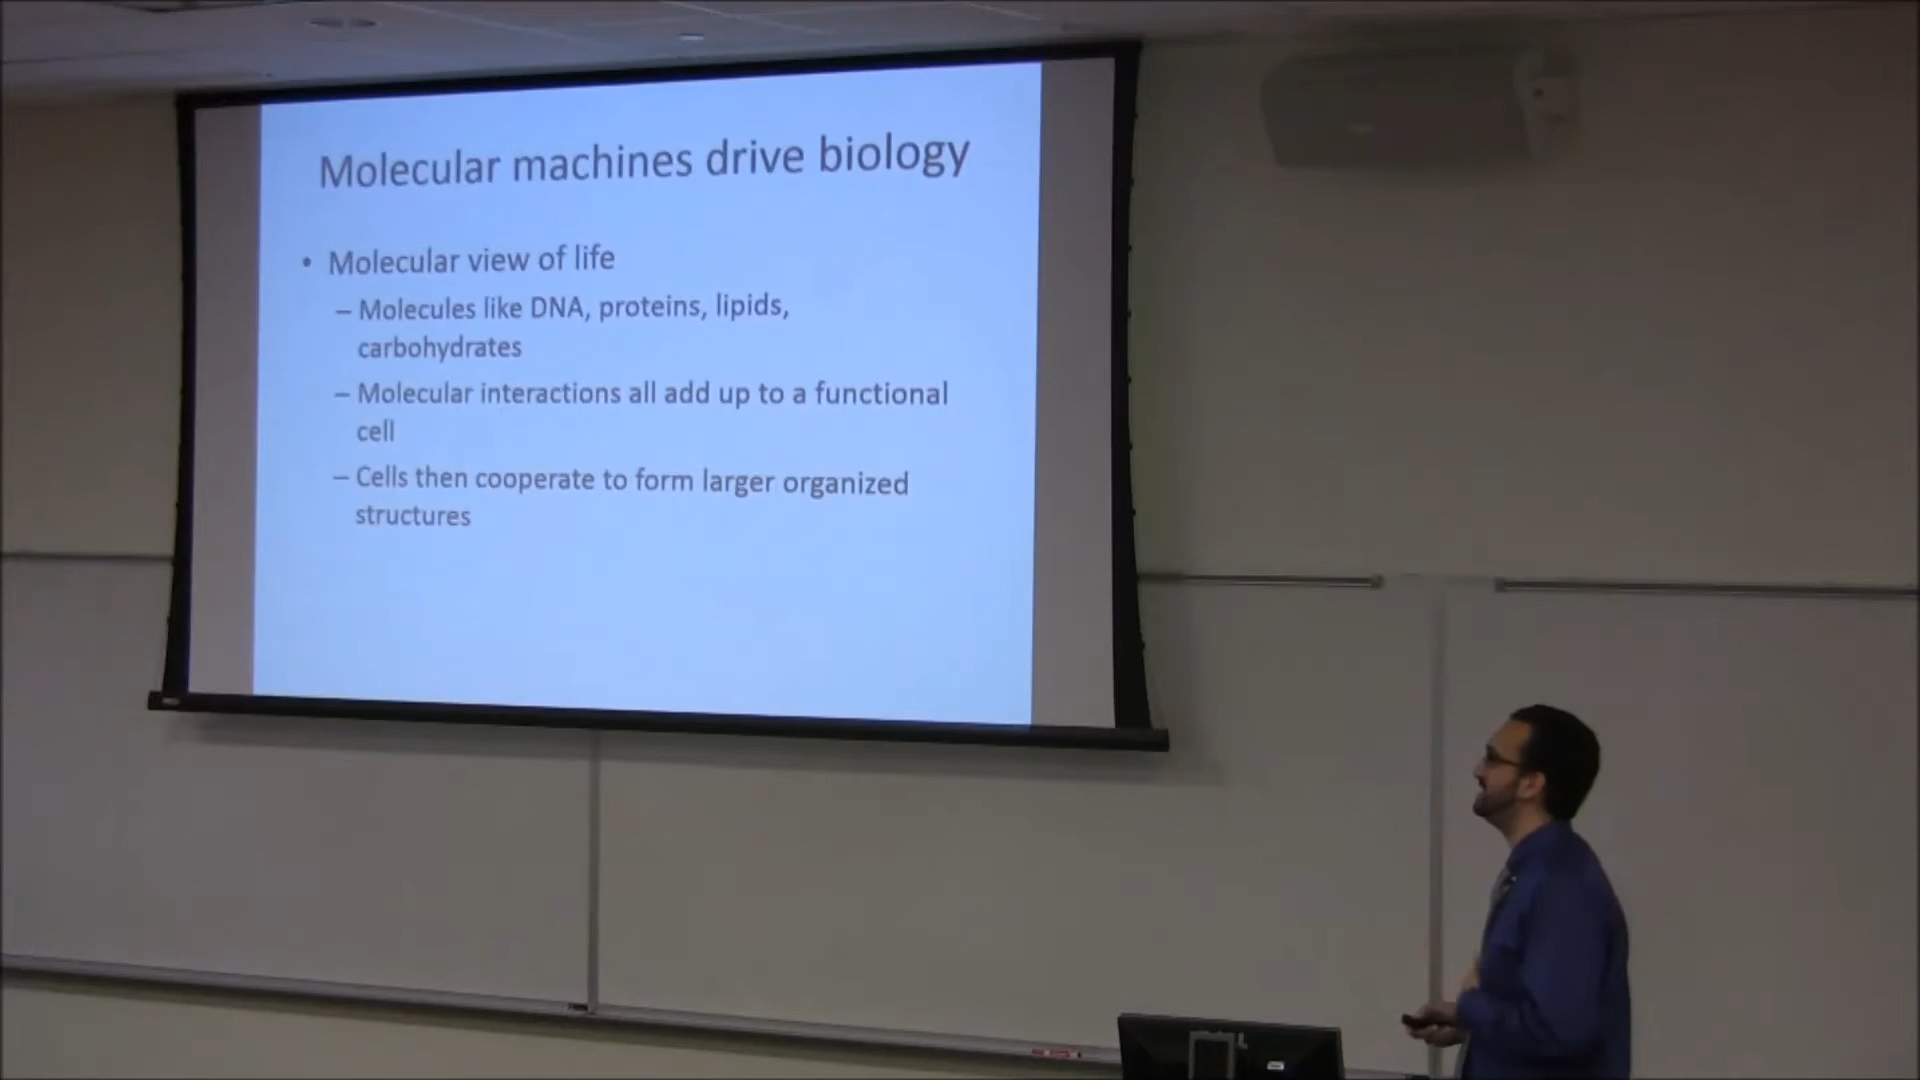 Molecular machines drive biology
• Molecular view of life
– Molecules like DNA, proteins, lipids,
carbohydrates
– Molecular interactions all add up to a functional
cell
– Cells then cooperate to form larger organized
structures